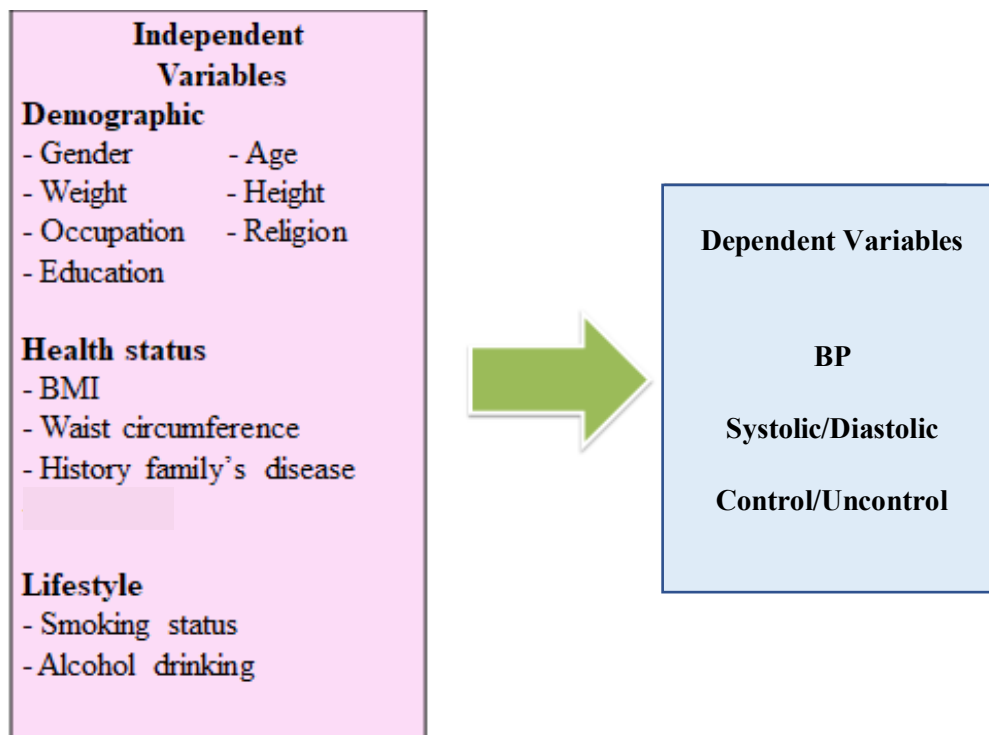 Independent
Variables
Demographic
- Gender - Age
- Weight - Height
- Occupation - Religion
- Education
Health status
- BMI
- Waist circumference
- History family's disease
Lifestyle
- Smoking status
- Alcohol drinking
Dependent Variables
BP
Systolic/Diastolic
Control/Uncontrol